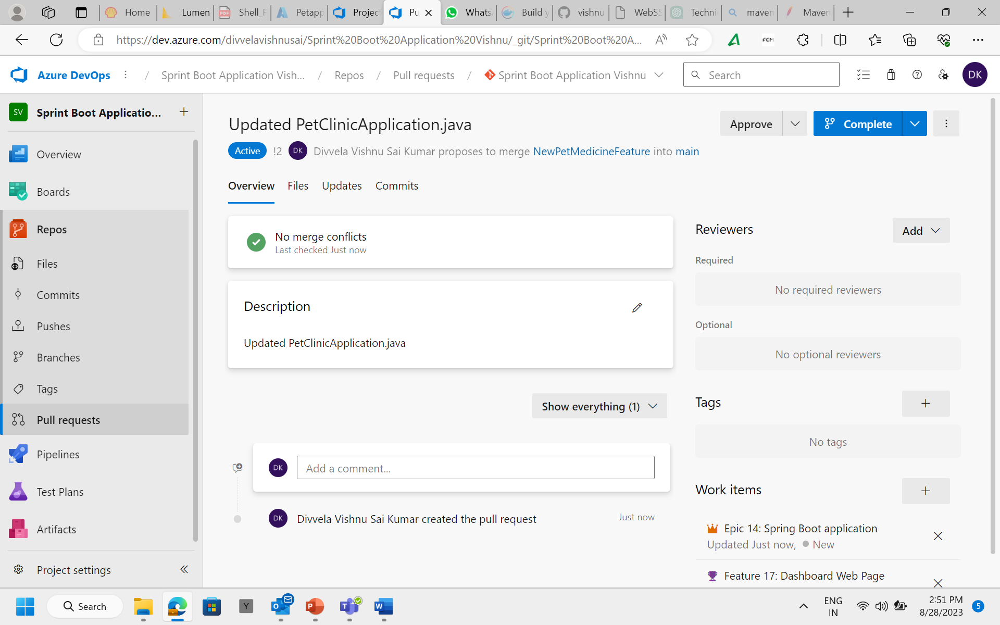 Home
Lumen
Shell_F
Petapp
Project
Pu
Whats
Build y
vishnu
WebSS
Techni
maven
Maven
https://dev.azure.com/divvelavishnusai/Sprint%20Boot%20Application%20Vishnu/_git/Sprint%20Boot%20A...
FCM
Azure DevOps
/ Sprint Boot Application Vish... / Repos / Pull requests / Sprint Boot Application Vishnu
Search
DK
SV Sprint Boot Applicatio...
Overview
Boards
Repos
Files
Commits
Pushes
Branches
Tags
Pull requests
Pipelines
Test Plans
Artifacts
Project settings
Updated PetClinicApplication.java
Approve
Complete
Active !2 DK Divvela Vishnu Sai Kumar proposes to merge NewPetMedicineFeature into main
Overview Files Updates Commits
No merge conflicts
Last checked Just now
Description
Updated PetClinicApplication.java
Show everything (1)
DK Add a comment...
DK Divvela Vishnu Sai Kumar created the pull request Just now
Reviewers
Add
Required
No required reviewers
Optional
No optional reviewers
Tags
No tags
Work items
Epic 14: Spring Boot application
Updated Just now, New
Feature 17: Dashboard Web Page
Search
Y
ENG
IN
2:51 PM
8/28/2023
5